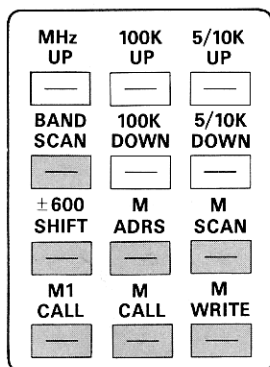 MHz 100K 5/10K
UP UP UP
BAND 100K 5/10K
SCAN DOWN DOWN
±600 M M
SHIFT ADRS SCAN
M1 M M
CALL CALL WRITE